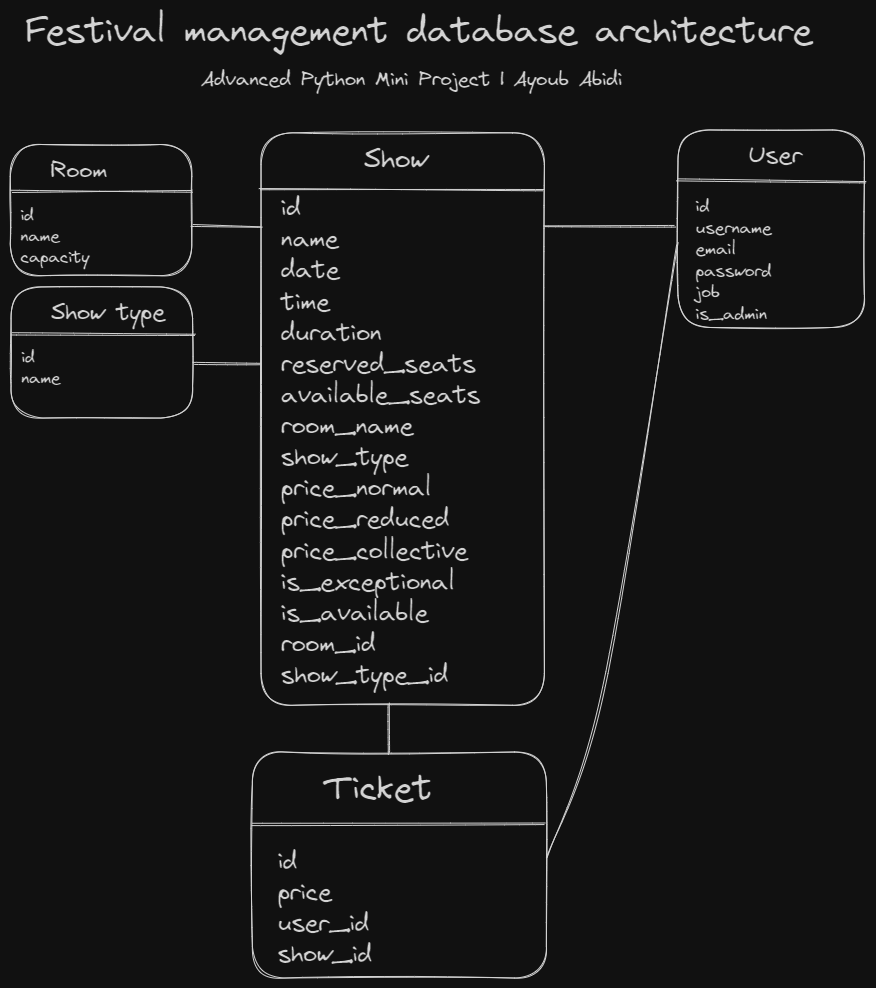 Festival management database architecture
Advanced Python Mini Project | Ayoub Abidi
Room
id
name
capacity
Show type
id
name
Show
id
name
date
time
duration
reserved_seats
available_seats
room_name
show_type
price_normal
price_reduced
price_collective
is_exceptional
is_available
room_id
show_type_id
User
id
username
email
password
job
is_admin
Ticket
id
price
user_id
show_id